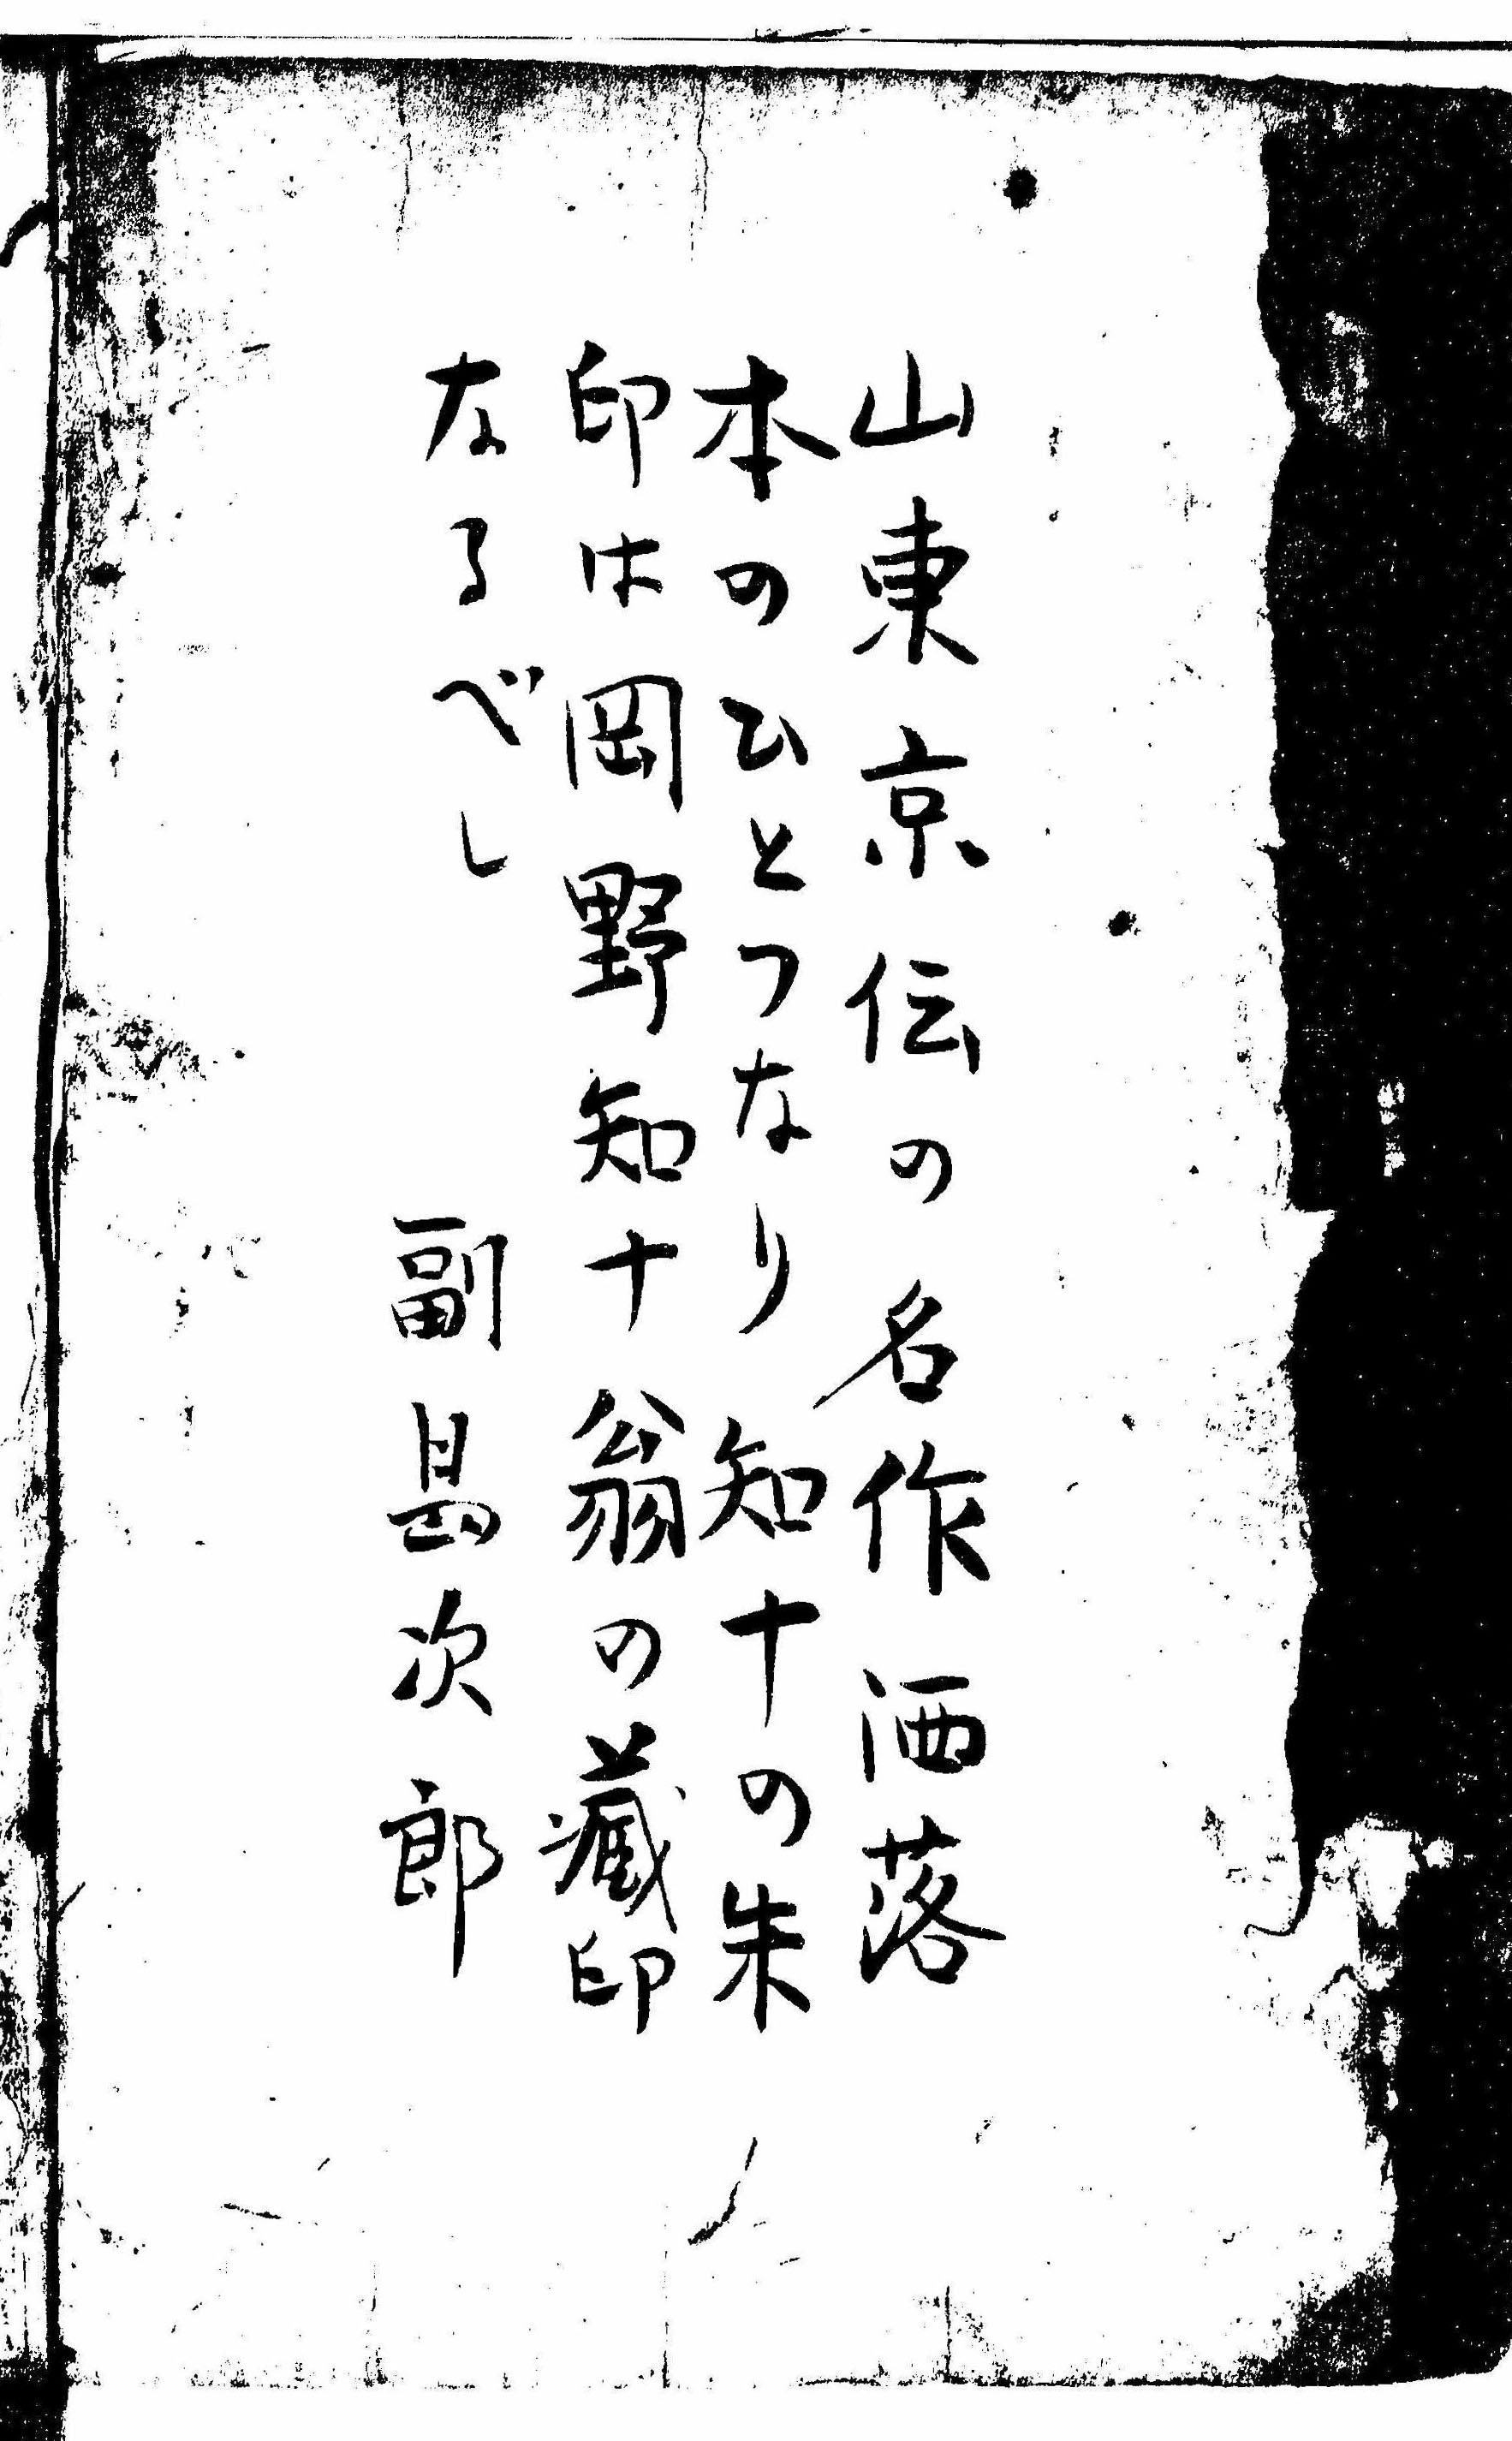 山東京伝の名作洒落
本のひとつなり知十の朱
印は岡野知十翁の蔵印
なるべし
副島次郎